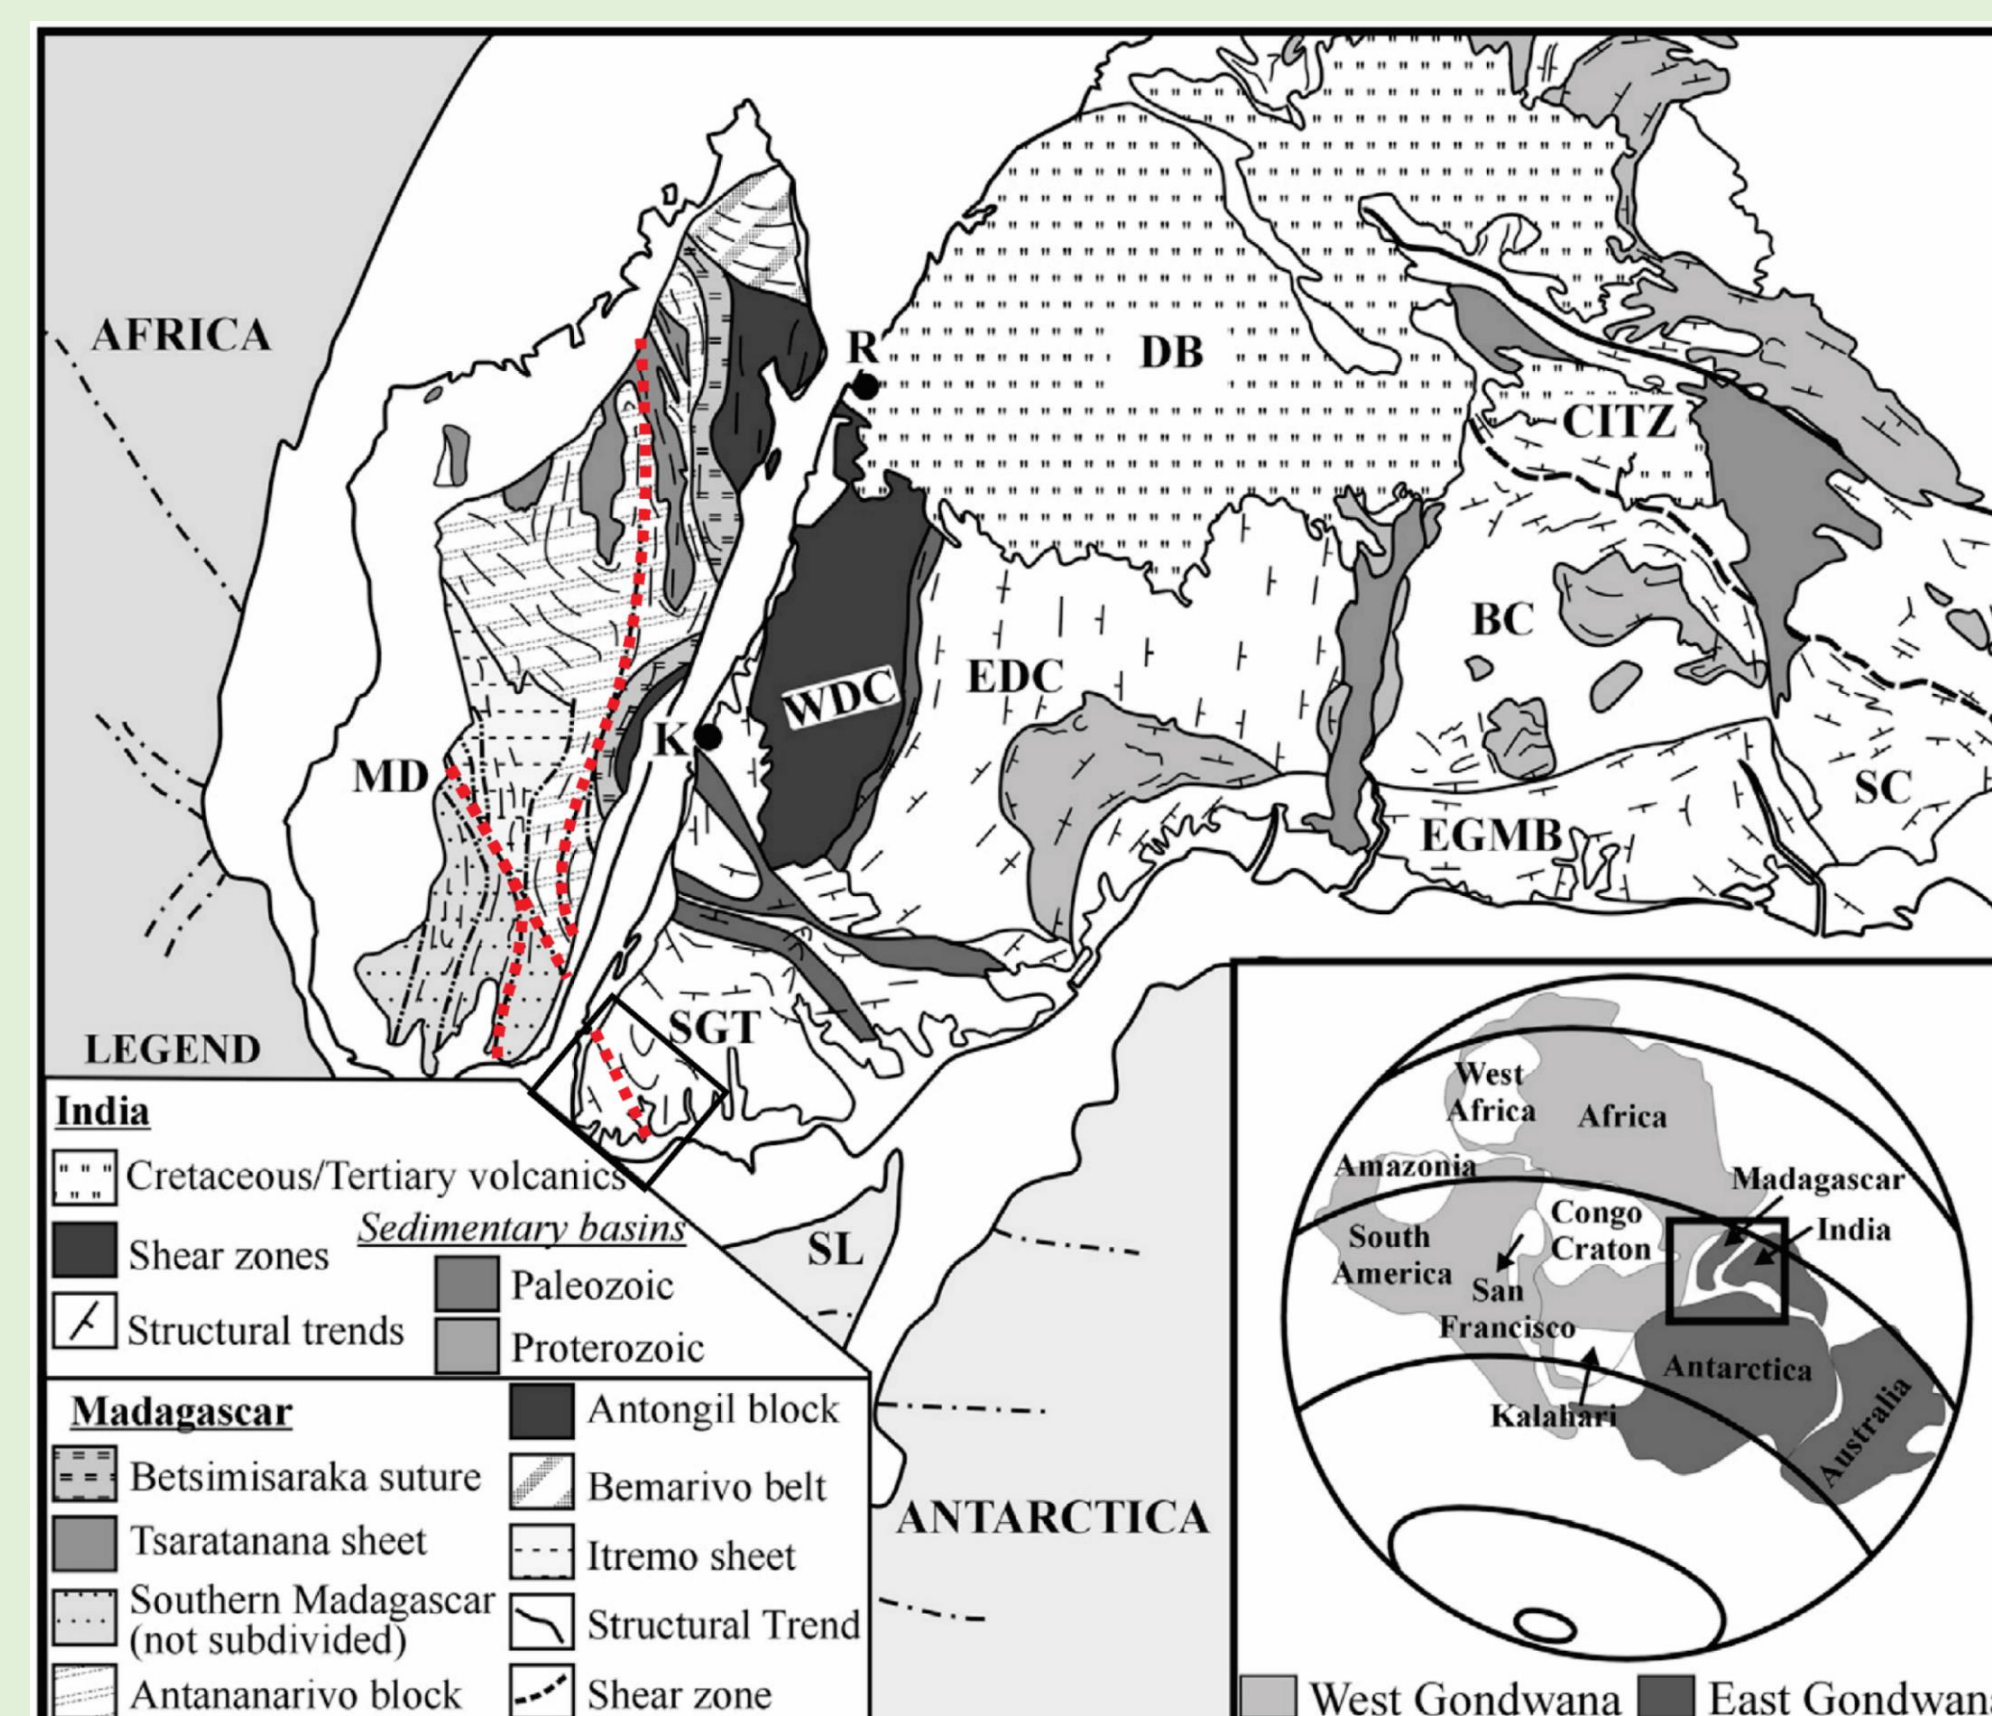 AFRICA
R
DB
CITZ
BC
EDC
WDC
K
MD
SC
EGMB
SGT
SL
ANTARCTICA
LEGEND
India
Cretaceous/Tertiary volcanics
Shear zones
Structural trends
Sedimentary basins
Paleozoic
Proterozoic
Madagascar
Betsimisaraka suture
Tsaratanana sheet
Southern Madagascar
(not subdivided)
Antananarivo block
Antongil block
Bemarivo belt
Itremo sheet
Structural Trend
Shear zone
West
Africa
Africa
Amazonia
Madagascar
India
Congo
Craton
South
America
San
Francisco
Antarctica
Kalahari
Australia
West Gondwana
East Gondwana